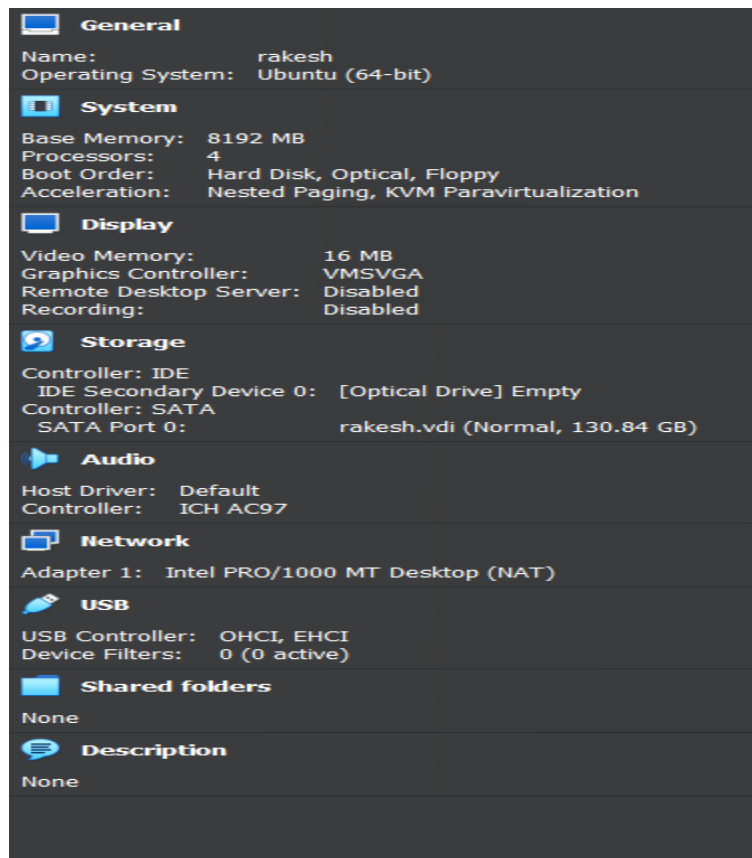 General
Name: rakesh
Operating System: Ubuntu (64-bit)
System
Base Memory: 8192 MB
Processors: 4
Boot Order: Hard Disk, Optical, Floppy
Acceleration: Nested Paging, KVM Paravirtualization
Display
Video Memory: 16 MB
Graphics Controller: VMSVGA
Remote Desktop Server: Disabled
Recording: Disabled
Storage
Controller: IDE
IDE Secondary Device 0: [Optical Drive] Empty
Controller: SATA
SATA Port 0: rakesh.vdi (Normal, 130.84 GB)
Audio
Host Driver: Default
Controller: ICH AC97
Network
Adapter 1: Intel PRO/1000 MT Desktop (NAT)
USB
USB Controller: OHCI, EHCI
Device Filters: 0 (0 active)
Shared folders
None
Description
None